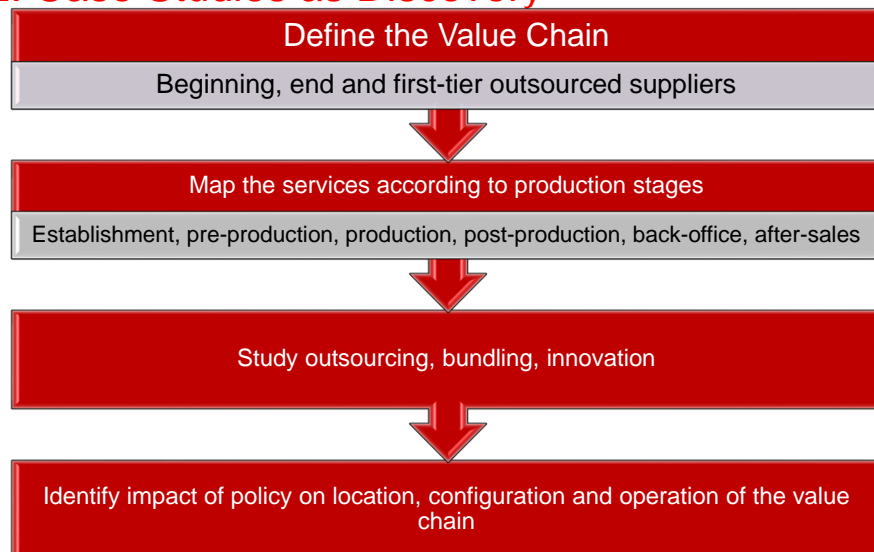 Case Studies as Discovery
Define the Value Chain
Beginning, end and first-tier outsourced suppliers
Map the services according to production stages
Establishment, pre-production, production, post-production, back-office, after-sales
Study outsourcing, bundling, innovation
Identify impact of policy on location, configuration and operation of the value
chain